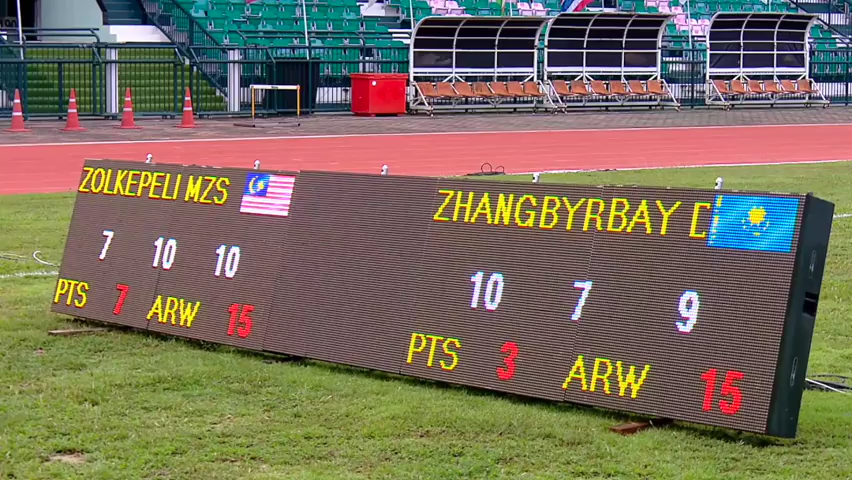 ZOLKEPELI MZS
7 10 10
PTS 7 ARW 15
ZHANGBYRBAY D
10 7 9
PTS 3 ARW 15